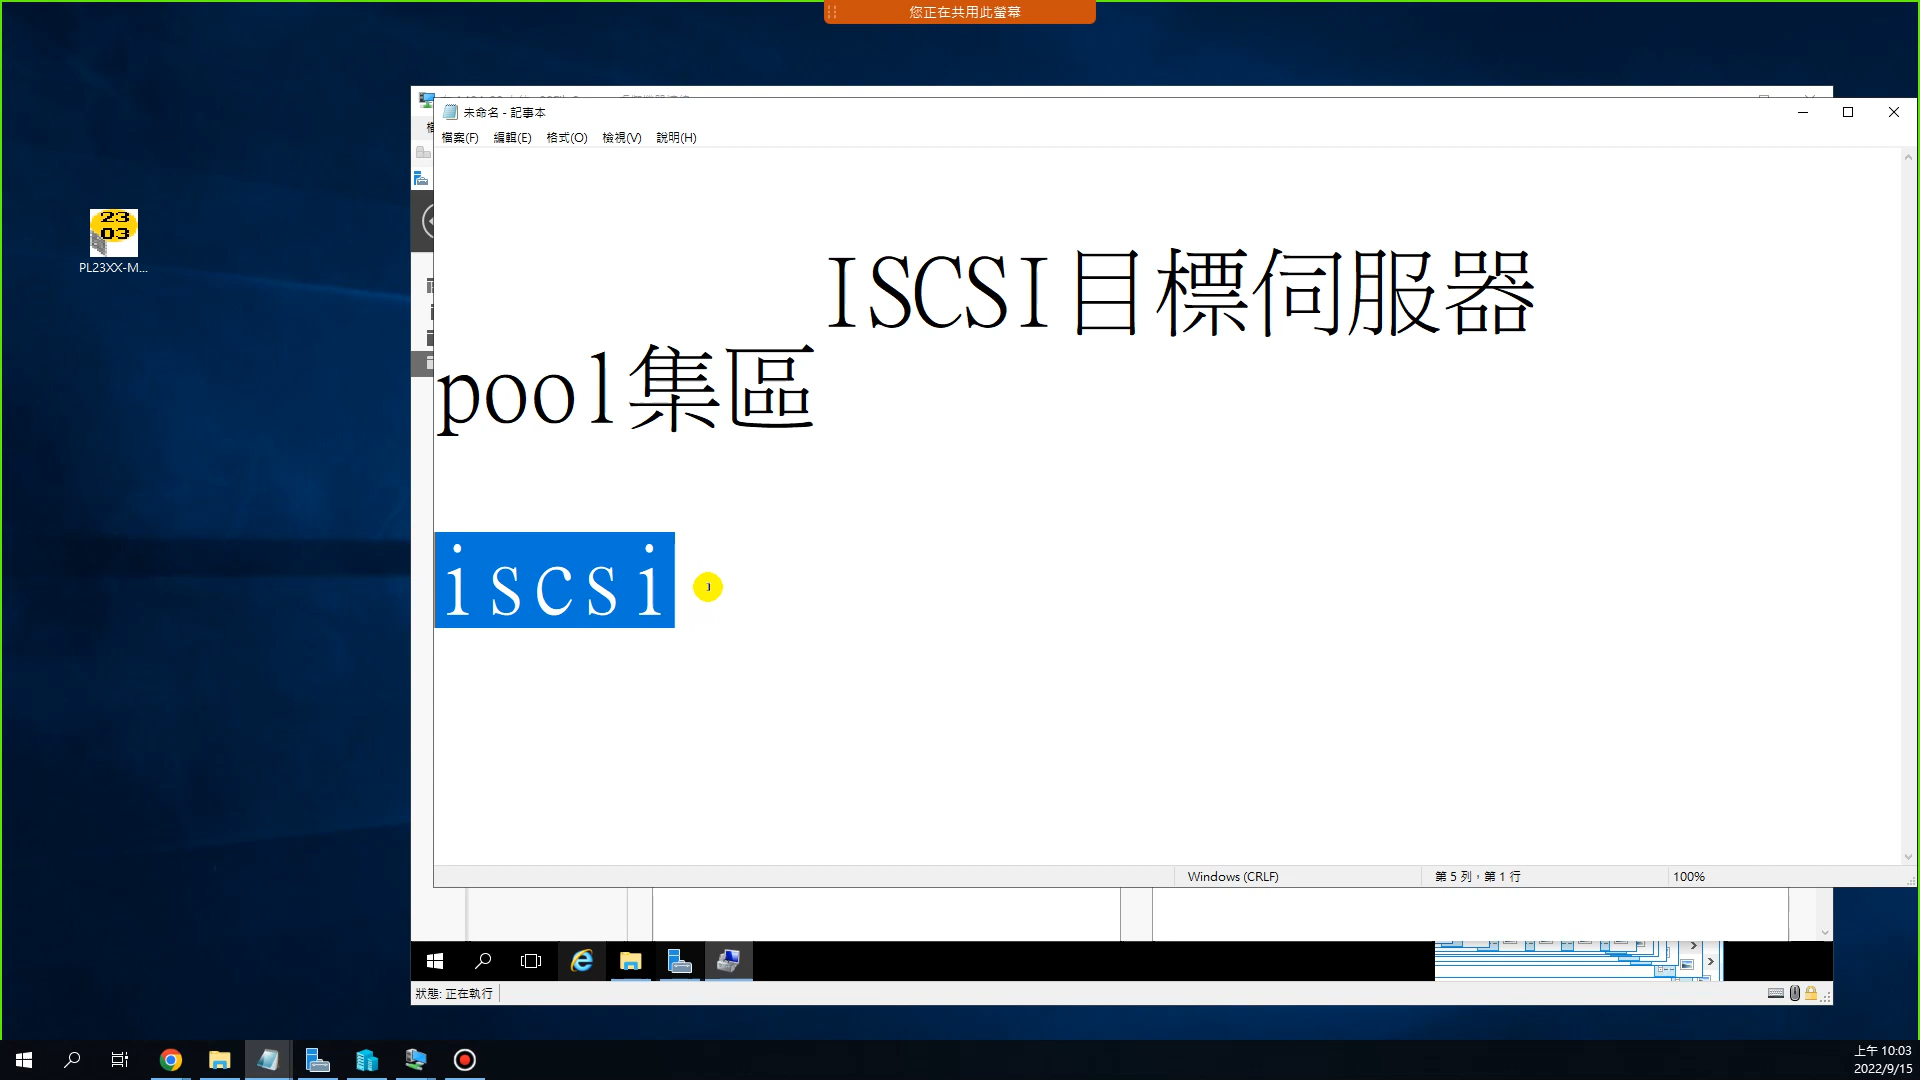 您正在共用此螢幕
未命名 - 記事本
檔案(F) 編輯(E) 格式(O) 檢視(V) 說明(H)
23
03
PL23XX-M...
ISCSI目標伺服器
pool集區
iscsi
Windows (CRLF) 第 5 列，第 1 行 100%
狀態: 正在執行
上午 10:03
2022/9/15